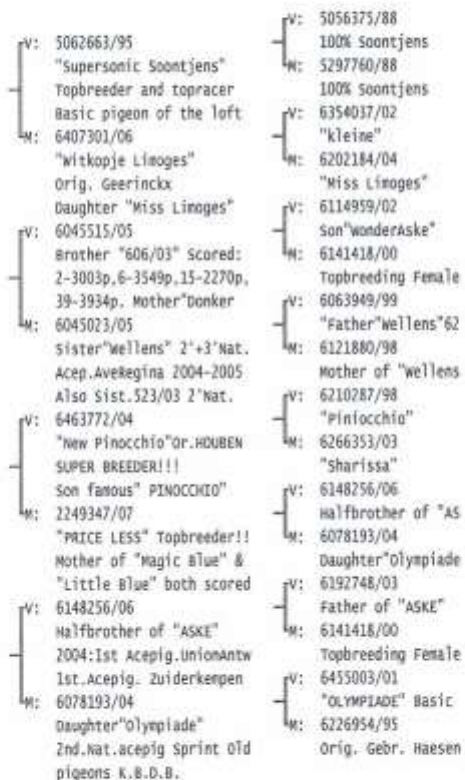 V: 5062663/95
"Supersonic Soontjens"
Topbreeder and topracer
Basic pigeon of the loft
M: 6407301/06
"Witkopje Limoges"
Orig. Geerinckx
Daughter "Miss Limoges"
V: 6045515/05
Brother "606/03" Scored:
2-3003p,6-3549p,15-2270p,
39-3934p. Mother"Donker
M: 6045023/05
Sister"Wellens" 2'+3'Nat.
Acep.AveRegina 2004-2005
Also Sist.523/03 2'Nat.
V: 6463772/04
"New Pinocchio"Or.HOUBEN
SUPER BREEDER!!!
Son famous" PINOCCHIO"
M: 2249347/07
"PRICE LESS" Topbreeder!!
Mother of "Magic Blue" &
"Little Blue" both scored
V: 6148256/06
Halfbrother of "ASKE"
2004:1st Acepig.UnionAntw
1st.Acepig. Zuiderkempen
M: 6078193/04
Daughter"Olympiade"
2nd.Nat.acepig Sprint Old
pigeons K.B.D.B.
V: 5056375/88
100% Soontjens
M: 5297760/88
100% Soontjens
V: 6354037/02
"kleine"
M: 6202184/04
"Miss Limoges"
V: 6114959/02
Son"WonderAske"
M: 6141418/00
Topbreeding Female
V: 6063949/99
"Father"Wellens"62
M: 6121880/98
Mother of "Wellens
V: 6210287/98
"Piniocchio"
M: 6266353/03
"Sharissa"
V: 6148256/06
Halfbrother of "AS
M: 6078193/04
Daughter"Olympiade
V: 6192748/03
Father of "ASKE"
M: 6141418/00
Topbreeding Female
V: 6455003/01
"OLYMPIADE" Basic
M: 6226954/95
Orig. Gebr. Haesen